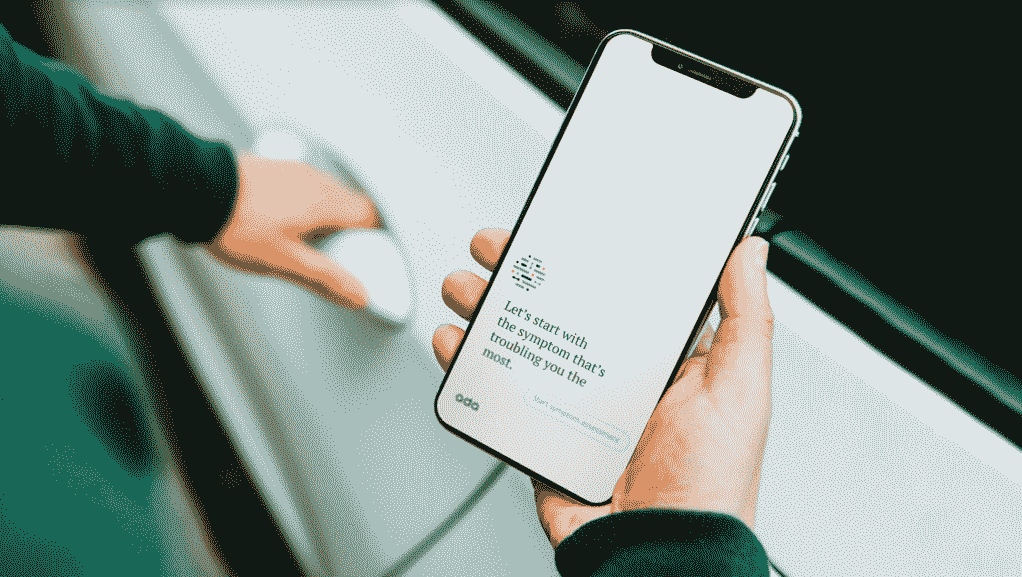 Let's start with
the symptom that's
troubling you the
most.
Start symptom assessment
ada